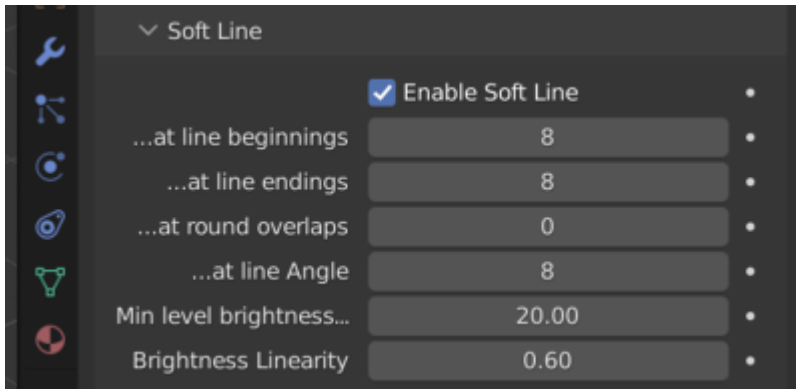 Soft Line
Enable Soft Line
...at line beginnings 8
...at line endings 8
...at round overlaps 0
...at line Angle 8
Min level brightness... 20.00
Brightness Linearity 0.60